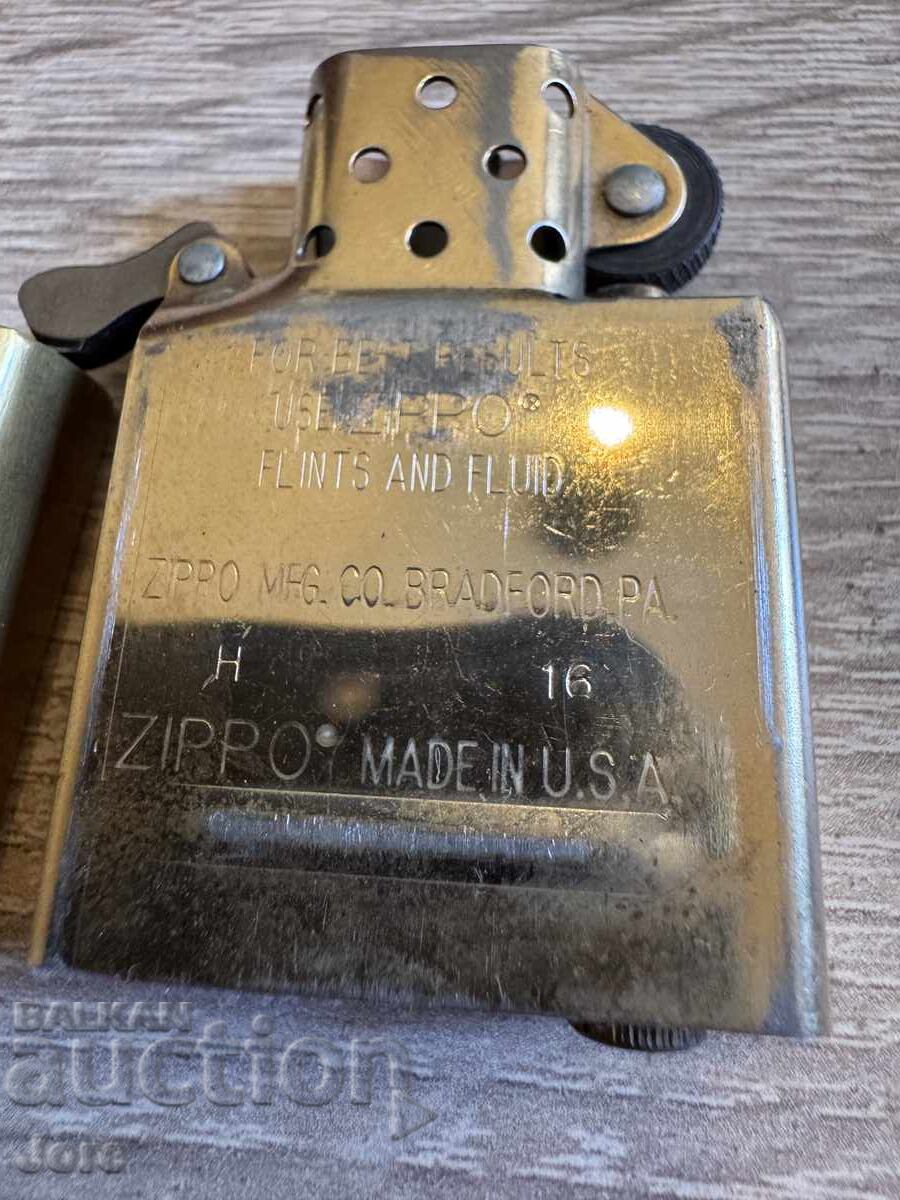 FOR BEST RESULTS
USE ZIPPO®
FLINTS AND FLUID
ZIPPO MFG. CO. BRADFORD, PA.
H 16
ZIPPO® MADE IN U.S.A.
BALKAN
auction
Jore